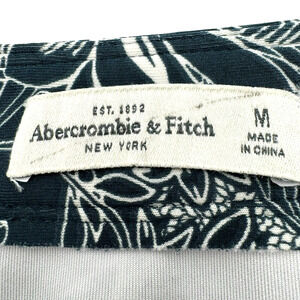 EST. 1892
Abercrombie & Fitch
NEW YORK
M
MADE
IN CHINA